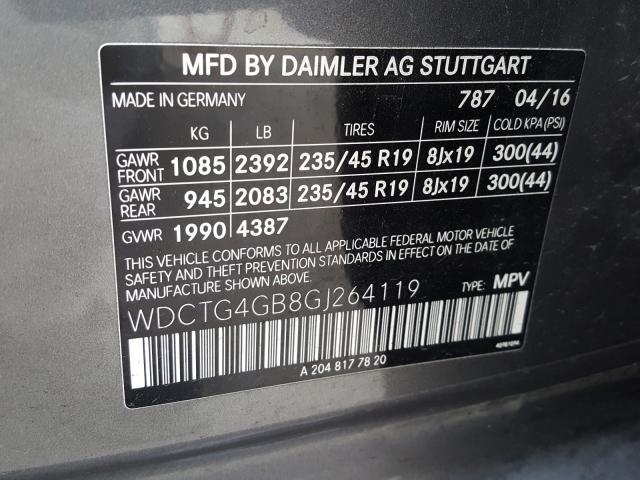 MFD BY DAIMLER AG STUTTGART
MADE IN GERMANY 787 04/16
KG LB TIRES RIM SIZE COLD KPA (PSI)
GAWR FRONT 1085 2392 235/45 R19 8Jx19 300(44)
GAWR REAR 945 2083 235/45 R19 8Jx19 300(44)
GVWR 1990 4387
THIS VEHICLE CONFORMS TO ALL APPLICABLE FEDERAL MOTOR VEHICLE
SAFETY AND THEFT PREVENTION STANDARDS IN EFFECT ON THE DATE OF
MANUFACTURE SHOWN ABOVE.
WDCTG4GB8GJ264119 TYPE: MPV
A 204 817 78 20